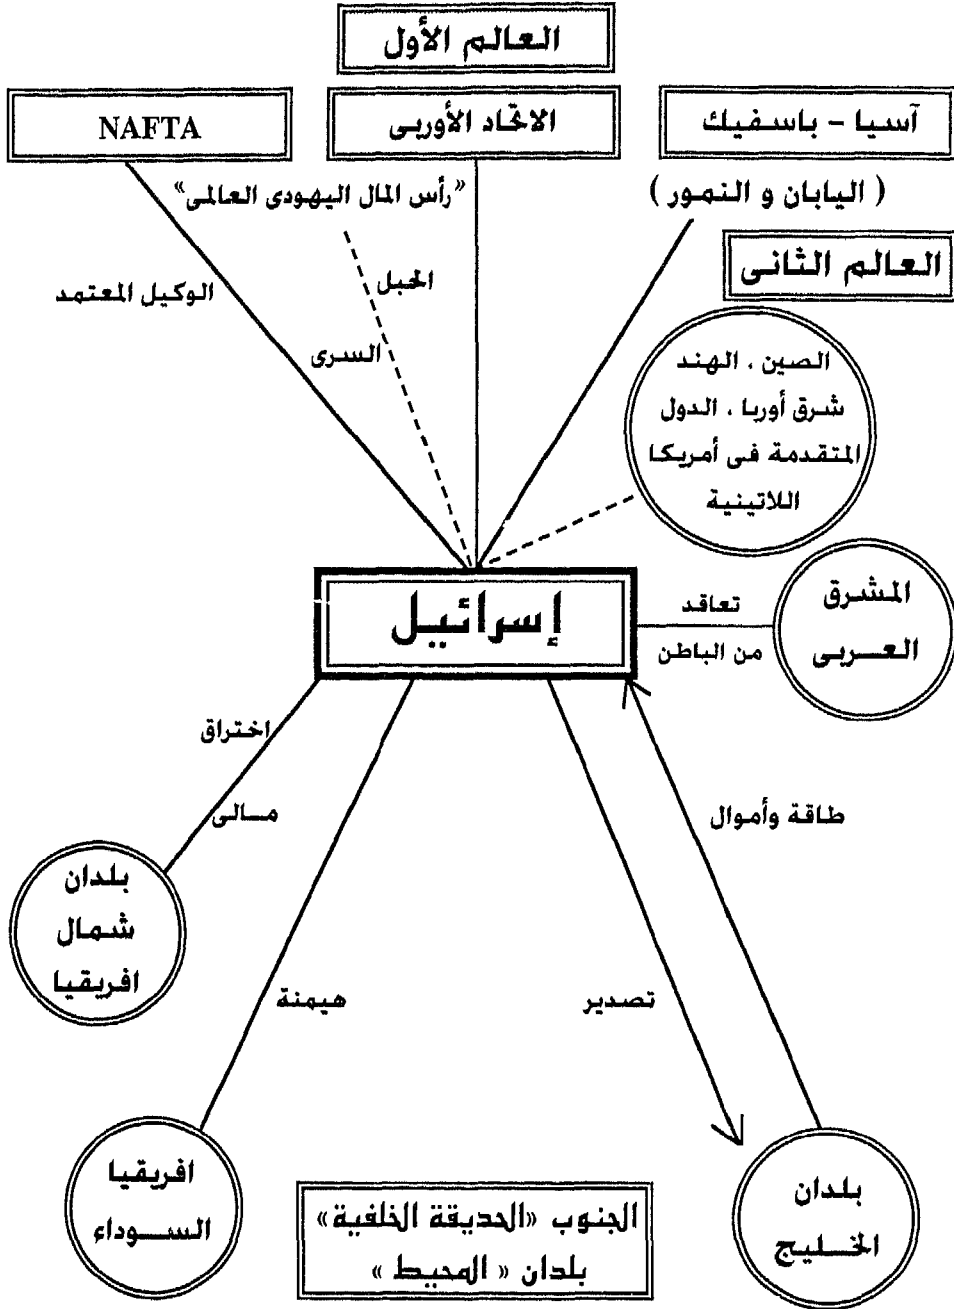 العالم الأول
آسيا - باسفيك
الاتحاد الأوربى
NAFTA
( اليابان و النمور )
«رأس المال اليهودى العالمى»
العالم الثانى
الحبل
الوكيل المعتمد
السرى
الصين ، الهند
شرق أوربا ، الدول
المتقدمة فى أمريكا
اللاتينية
إسرائيل
تعاقد
من الباطن
المشرق
العربى
اختراق
مالى
طاقة وأموال
بلدان
شمال
افريقيا
هيمنة
تصدير
افريقيا
السوداء
الجنوب «الحديقة الخلفية»
بلدان « المحيط »
بلدان
الخليج